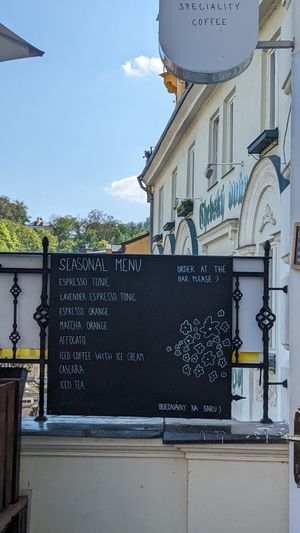 SPECIALITY
COFFEE
SEASONAL MENU
ESPRESSO TONIC
LAVENDER ESPRESSO TONIC
ESPRESSO ORANGE
MATCHA ORANGE
AFFOGATO
ICED COFFEE WITH ICE CREAM
CASCARA
ICED TEA
ORDER AT THE
BAR, PLEASE :)
OBJEDNÁVKY NA BARU :)